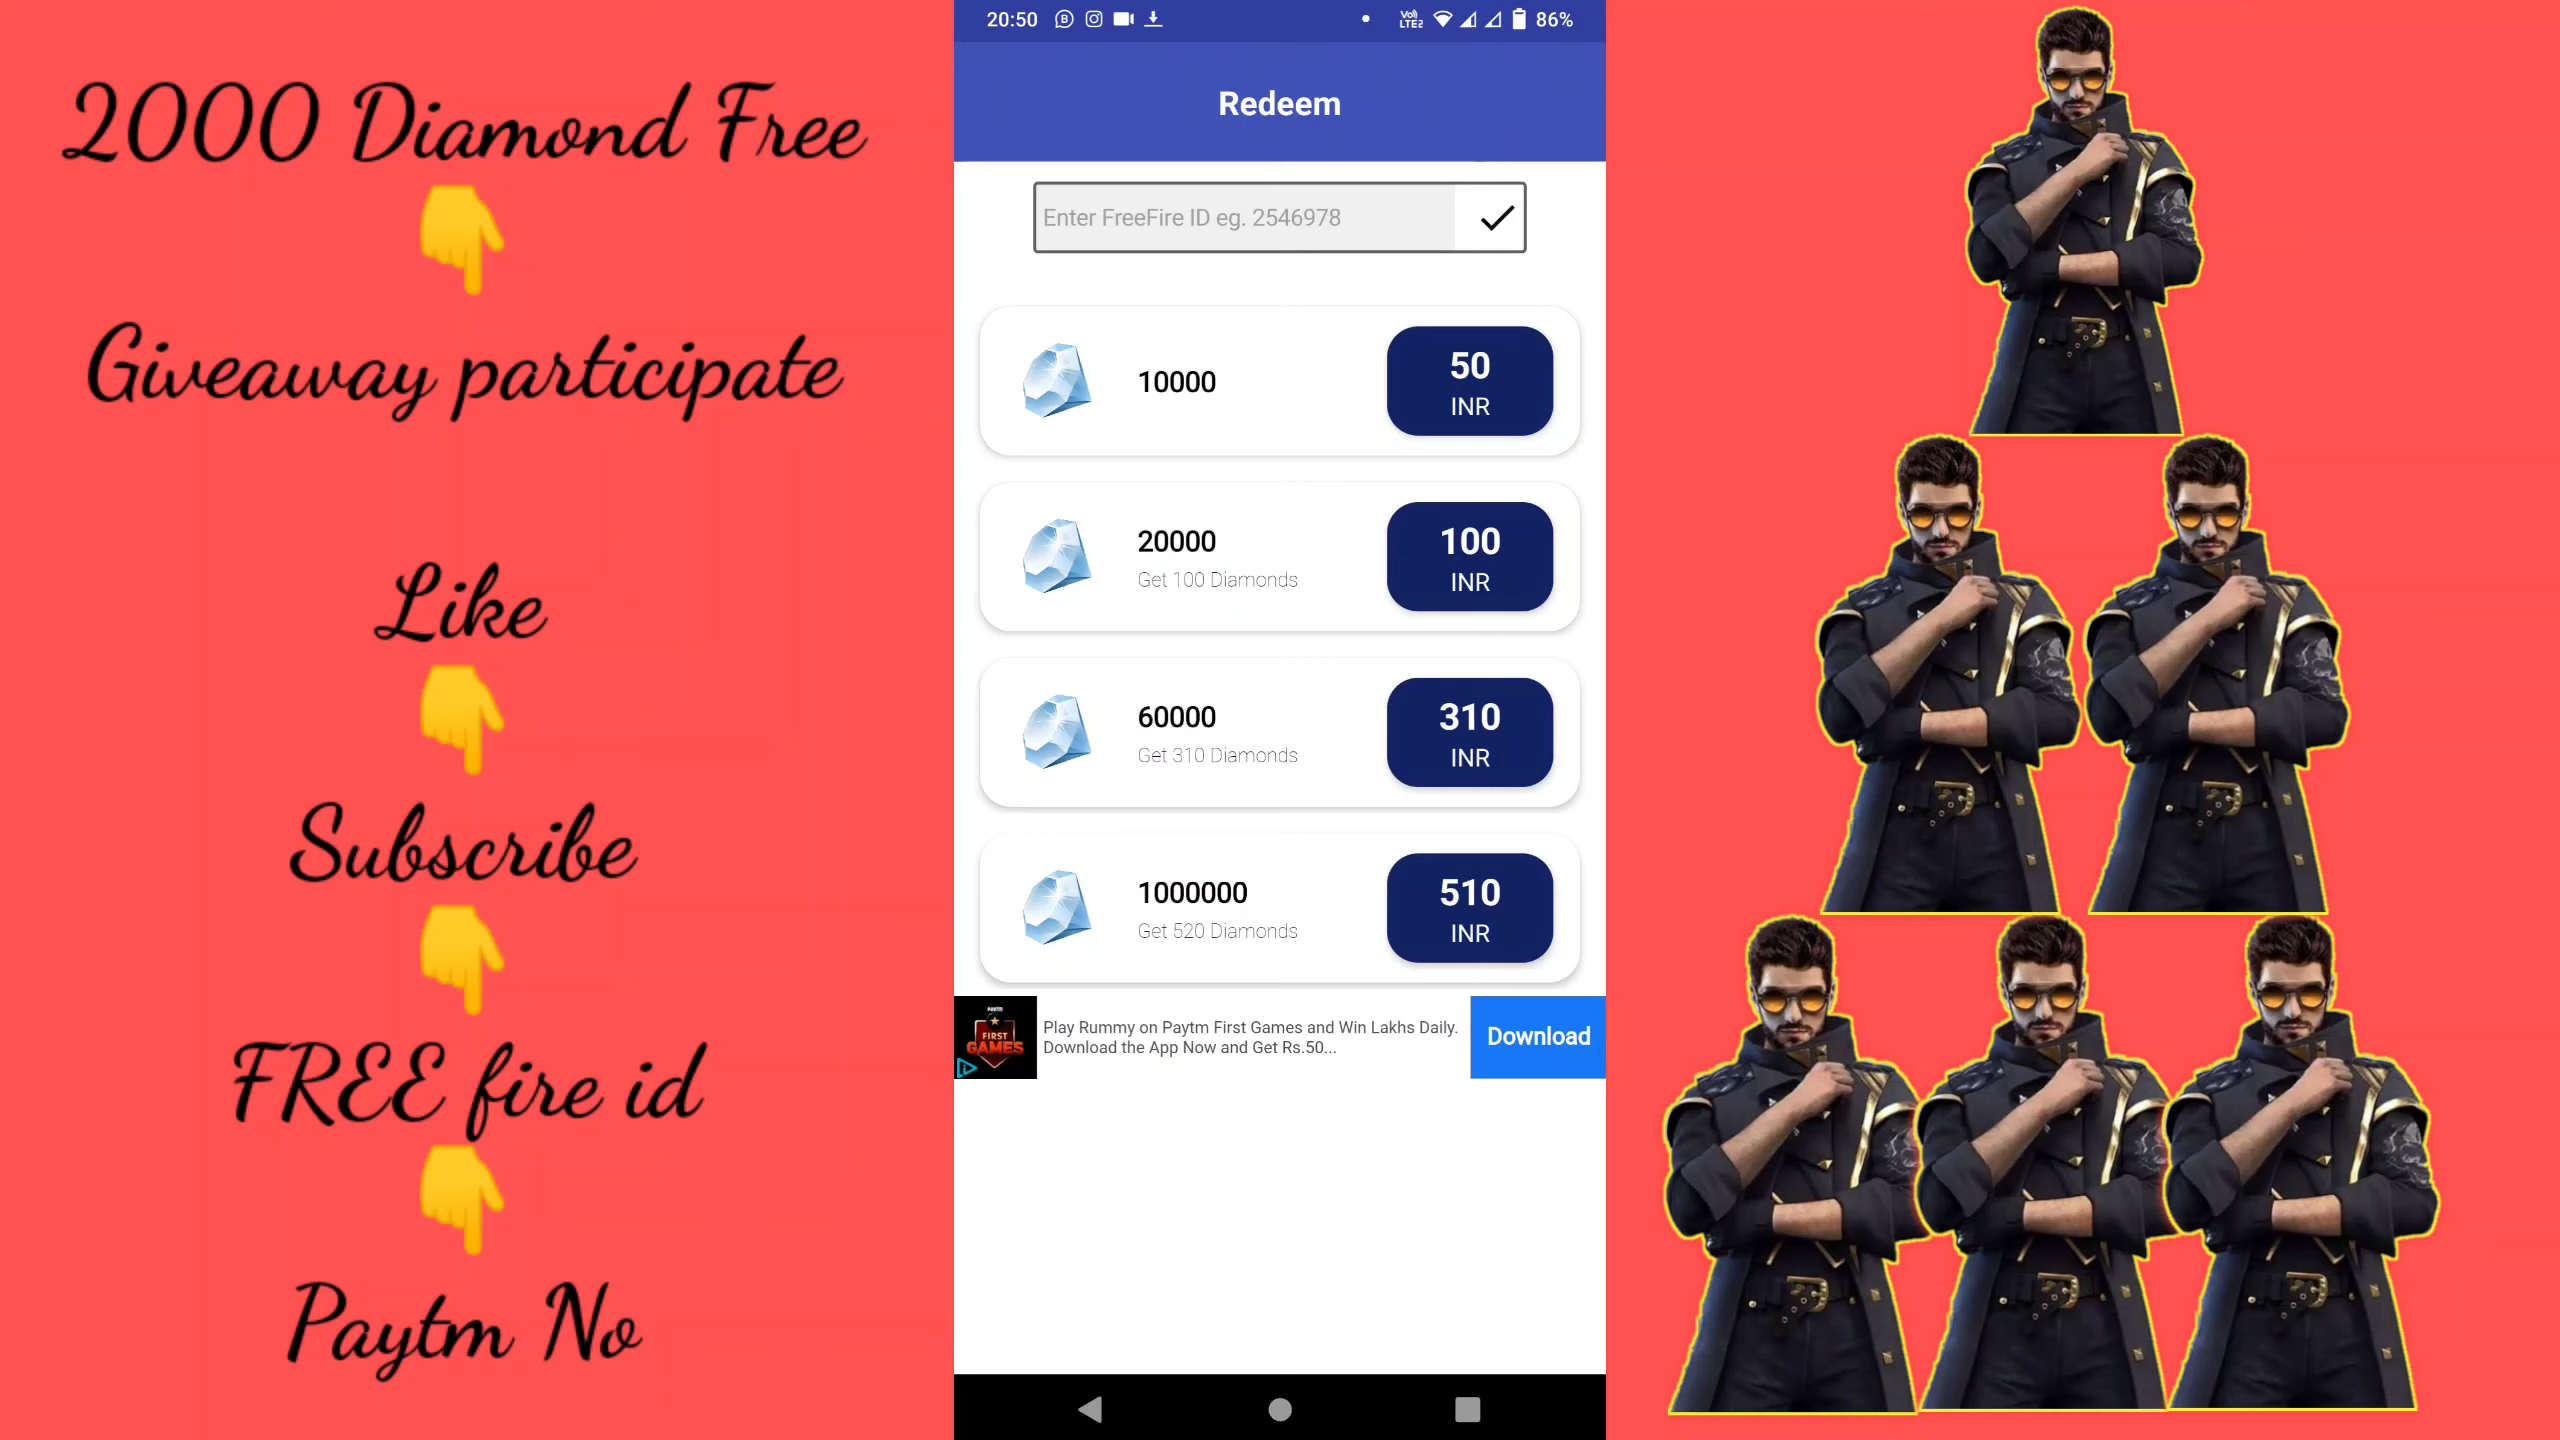 2000 Diamond Free
Giveaway participate
Like
Subscribe
FREE fire id
Paytm No
20:50
86%
Redeem
Enter FreeFire ID eg. 2546978
10000
50
INR
20000
Get 100 Diamonds
100
INR
60000
Get 310 Diamonds
310
INR
1000000
Get 520 Diamonds
510
INR
PAYTM
FIRST
GAMES
Play Rummy on Paytm First Games and Win Lakhs Daily.
Download the App Now and Get Rs.50...
Download